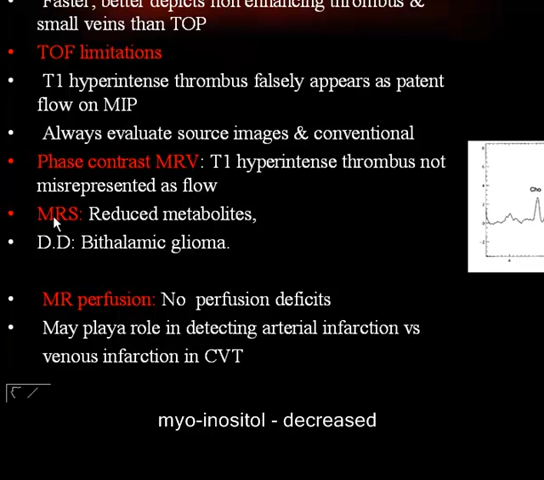 Faster, better depicts non enhancing thrombus &
small veins than TOP
• TOF limitations
• T1 hyperintense thrombus falsely appears as patent
flow on MIP
• Always evaluate source images & conventional
• Phase contrast MRV: T1 hyperintense thrombus not
misrepresented as flow
• MRS: Reduced metabolites,
• D.D: Bithalamic glioma.
Cho
• MR perfusion: No perfusion deficits
• May playa role in detecting arterial infarction vs
venous infarction in CVT
myo-inositol - decreased